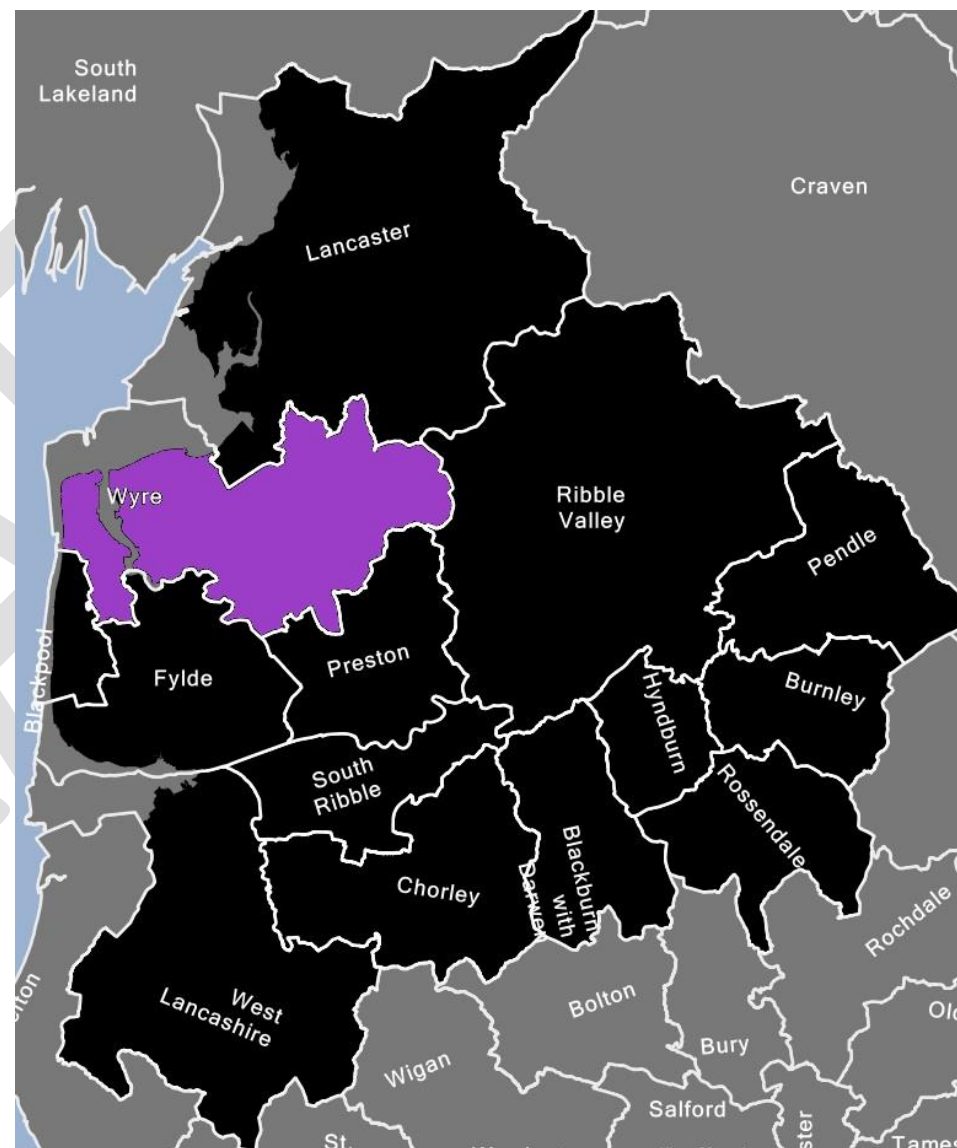 South
Lakeland
Craven
Lancaster
Wyre
Ribble
Valley
Pendle
Blackpool
Fylde
Preston
Hyndburn
Burnley
South
Ribble
Rossendale
Blackburn
with
Darwen
Chorley
West
Lancashire
Rochdale
Bolton
Bury
Wigan
Salford
St.